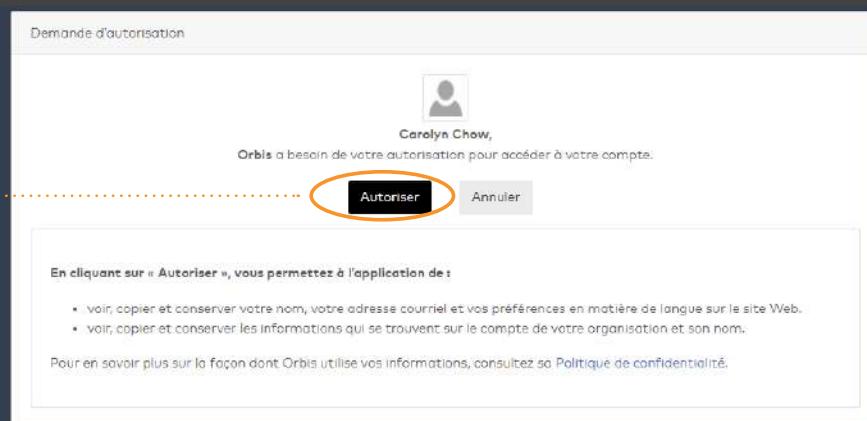 Demande d'autorisation
Carolyn Chow,
Orbis a besoin de votre autorisation pour accéder à votre compte.
Autoriser Annuler
En cliquant sur « Autoriser », vous permettez à l'application de :
• voir, copier et conserver votre nom, votre adresse courriel et vos préférences en matière de langue sur le site Web.
• voir, copier et conserver les informations qui se trouvent sur le compte de votre organisation et son nom.
Pour en savoir plus sur la façon dont Orbis utilise vos informations, consultez sa Politique de confidentialité.